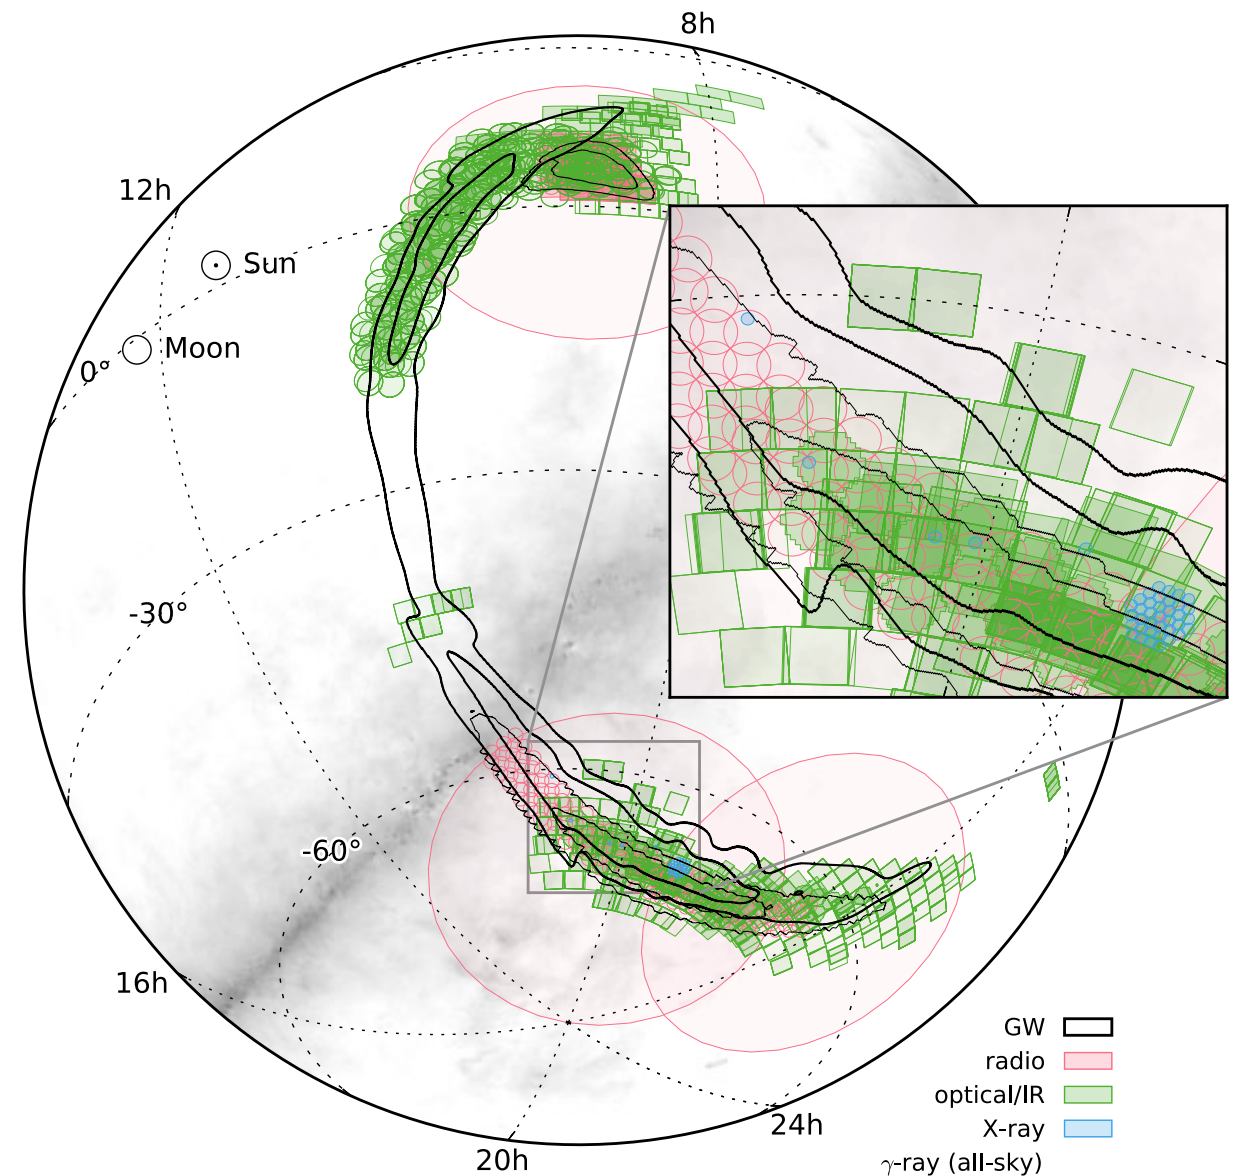 8h
12h
Sun
Moon
0°
-30°
-60°
16h
20h
24h
GW
radio
optical/IR
X-ray
γ-ray (all-sky)